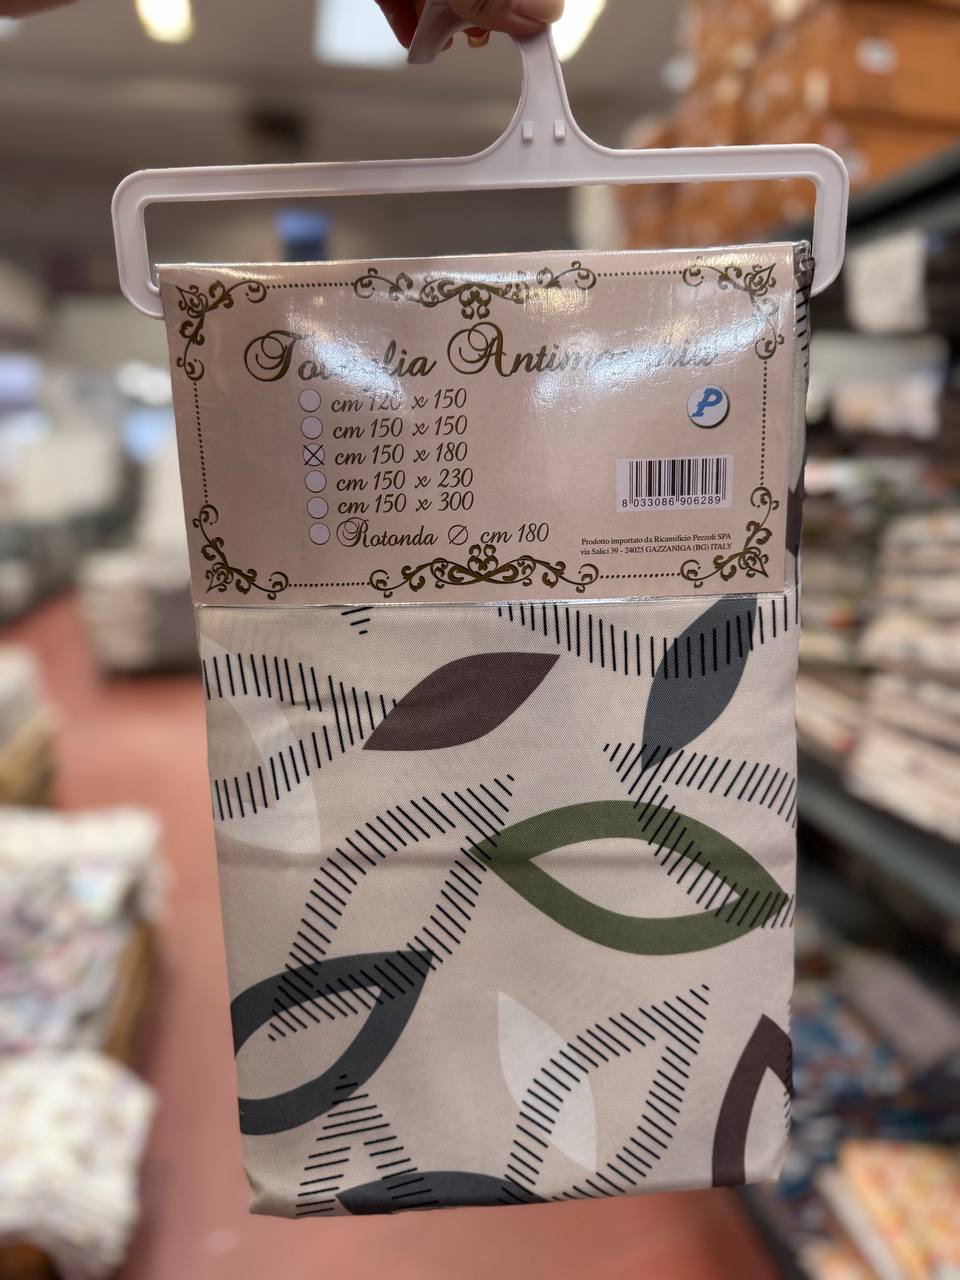 Tovaglia Antimacchia
cm 120 x 150
cm 150 x 150
cm 150 x 180
cm 150 x 230
cm 150 x 300
Rotonda Ø cm 180
P
8 033086 906289
Prodotto importato da Ricamificio Pezzoli SPA
via Salici 39 - 24025 GAZZANIGA (BG) ITALY